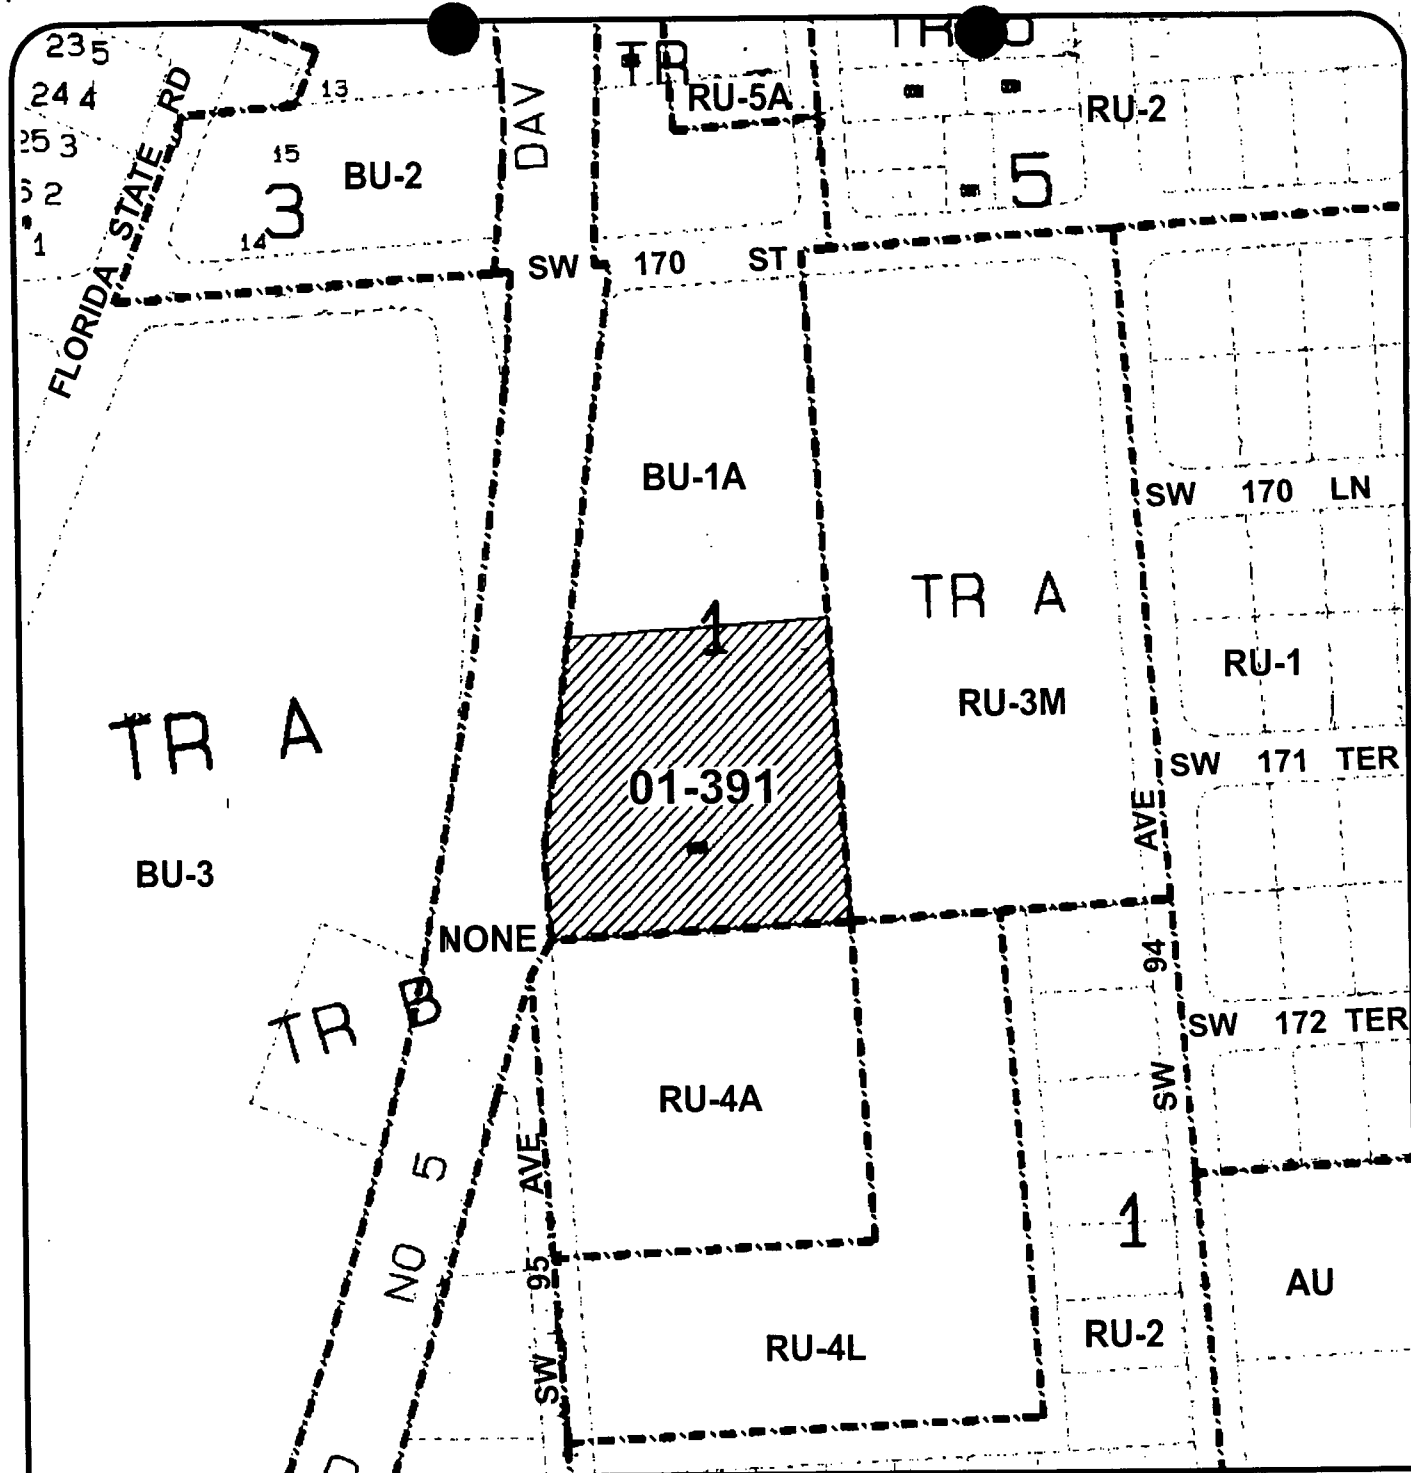 23 5
24 4
25 3
2
1
FLORIDA STATE RD
13
15
3
14
BU-2
DAV
TR
RU-5A
TR
RU-2
5
SW 170 ST
BU-1A
1
SW 170 LN
TR A
RU-3M
RU-1
TR A
BU-3
01-391
SW 171 TER
NONE
TR B
SW 94 AVE
SW 172 TER
RU-4A
NO 5
SW 95 AVE
1
AU
RU-4L
RU-2